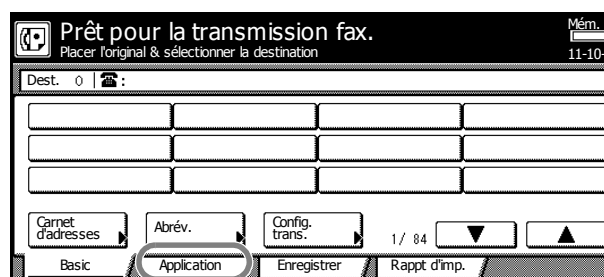 Prêt pour la transmission fax.
Mém.
Placer l'original & sélectionner la destination
11-10-
Dest. 0 :
Carnet d'adresses
Abrév.
Config. trans.
1/ 84
Basic
Application
Enregistrer
Rappt d'imp.